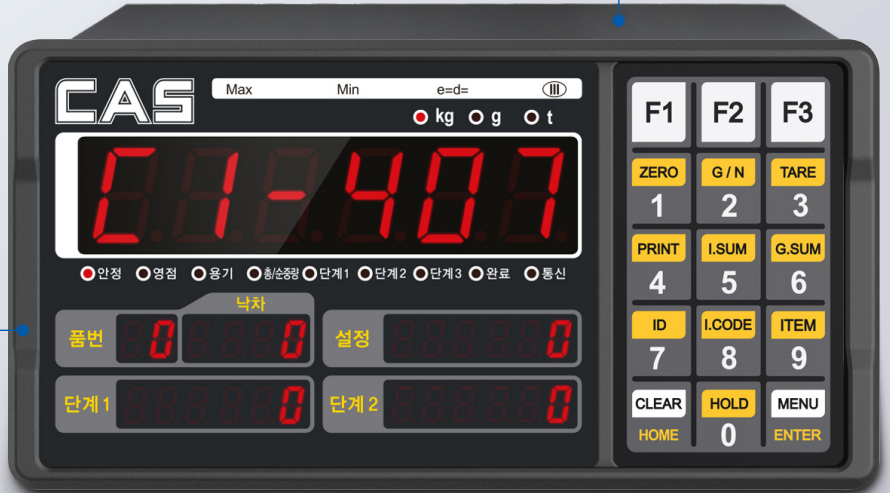 CAS
Max Min e=d= III
kg g t
C1-407
안정 영점 용기 총/순중량 단계1 단계2 단계3 완료 통신
낙차
품번 0 0 설정 0
단계1 0 단계2 0
F1 F2 F3
ZERO G / N TARE
1 2 3
PRINT I.SUM G.SUM
4 5 6
ID I.CODE ITEM
7 8 9
CLEAR HOLD MENU
HOME 0 ENTER